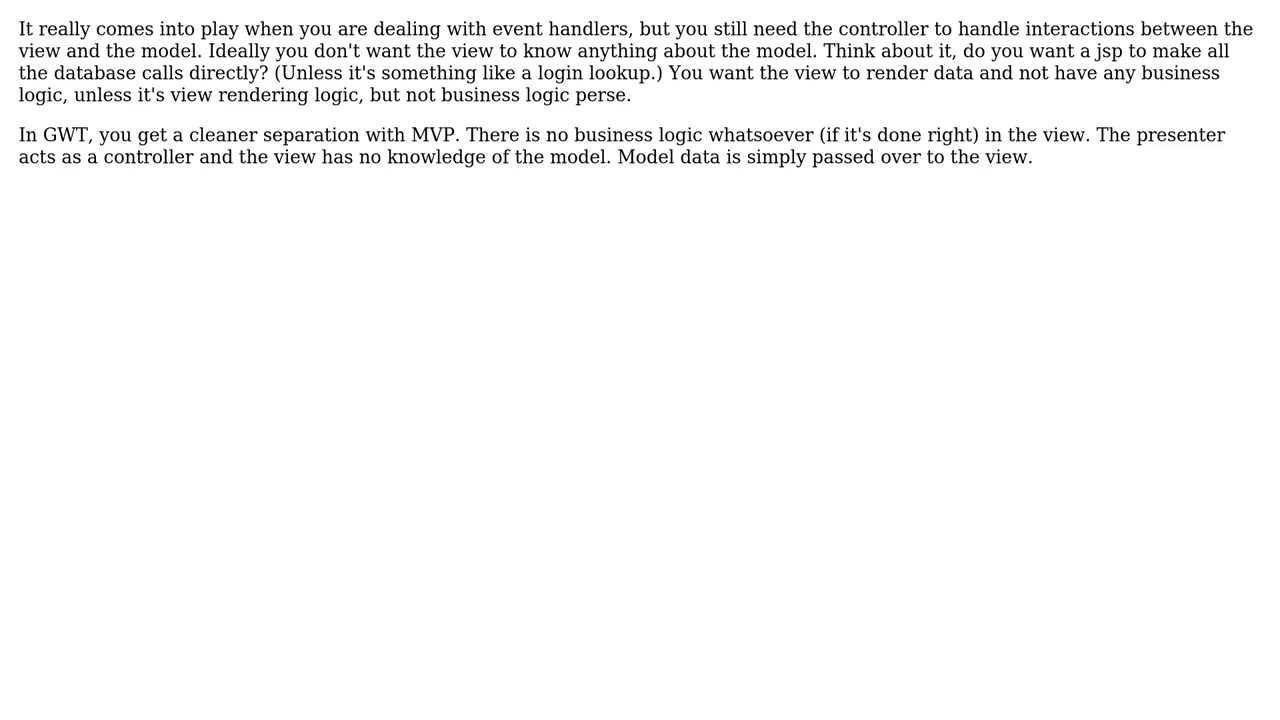 It really comes into play when you are dealing with event handlers, but you still need the controller to handle interactions between the
view and the model. Ideally you don't want the view to know anything about the model. Think about it, do you want a jsp to make all
the database calls directly? (Unless it's something like a login lookup.) You want the view to render data and not have any business
logic, unless it's view rendering logic, but not business logic perse.
In GWT, you get a cleaner separation with MVP. There is no business logic whatsoever (if it's done right) in the view. The presenter
acts as a controller and the view has no knowledge of the model. Model data is simply passed over to the view.